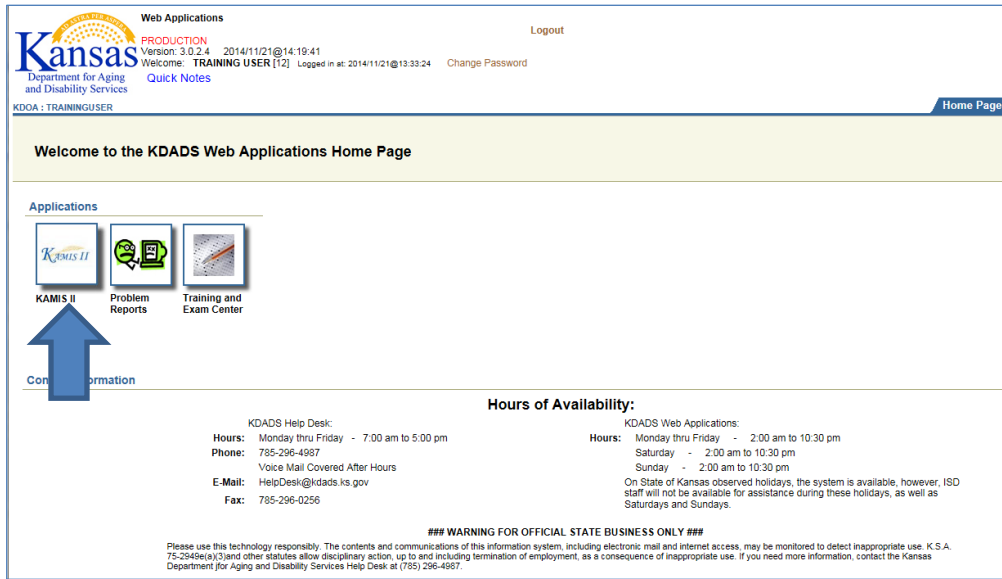 AD ASTRA PER ASPERA
Kansas
Department for Aging
and Disability Services
Web Applications
PRODUCTION
Version: 3.0.2.4 2014/11/21@14:19:41
Welcome: TRAINING USER [12] Logged in at: 2014/11/21@13:33:24 Change Password
Quick Notes
Logout
KDOA : TRAININGUSER
Home Page
Welcome to the KDADS Web Applications Home Page
Applications
KAMIS II
KAMIS II
Problem
Reports
Training and
Exam Center
Con ormation
Hours of Availability:
KDADS Help Desk:
Hours: Monday thru Friday - 7:00 am to 5:00 pm
Phone: 785-296-4987
Voice Mail Covered After Hours
E-Mail: HelpDesk@kdads.ks.gov
Fax: 785-296-0256
KDADS Web Applications:
Hours: Monday thru Friday - 2:00 am to 10:30 pm
Saturday - 2:00 am to 10:30 pm
Sunday - 2:00 am to 10:30 pm
On State of Kansas observed holidays, the system is available, however, ISD
staff will not be available for assistance during these holidays, as well as
Saturdays and Sundays.
### WARNING FOR OFFICIAL STATE BUSINESS ONLY ###
Please use this technology responsibly. The contents and communications of this information system, including electronic mail and internet access, may be monitored to detect inappropriate use. K.S.A.
75-2949e(a)(3)and other statutes allow disciplinary action, up to and including termination of employment, as a consequence of inappropriate use. If you need more information, contact the Kansas
Department jfor Aging and Disability Services Help Desk at (785) 296-4987.